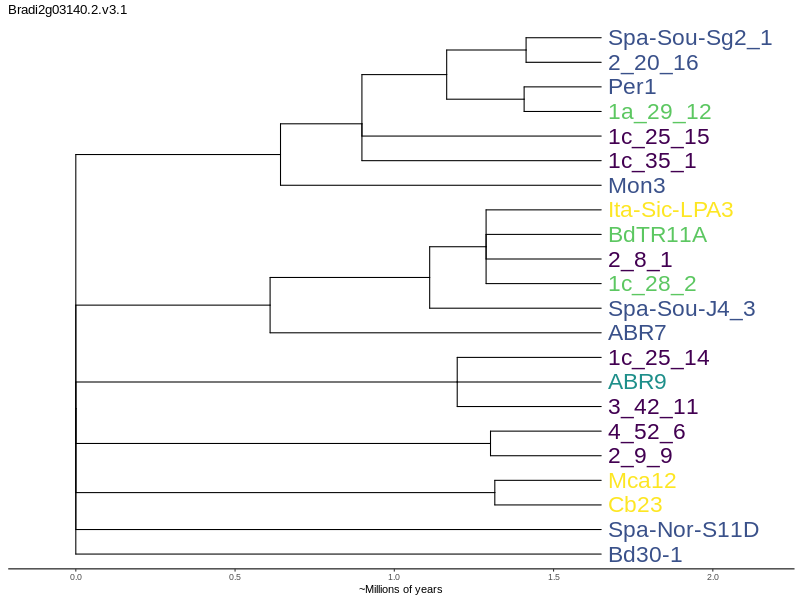 Bradi2g03140.2.v3.1
Spa-Sou-Sg2_1
2_20_16
Per1
1a_29_12
1c_25_15
1c_35_1
Mon3
Ita-Sic-LPA3
BdTR11A
2_8_1
1c_28_2
Spa-Sou-J4_3
ABR7
1c_25_14
ABR9
3_42_11
4_52_6
2_9_9
Mca12
Cb23
Spa-Nor-S11D
Bd30-1
0.0 0.5 1.0 1.5 2.0
~Millions of years